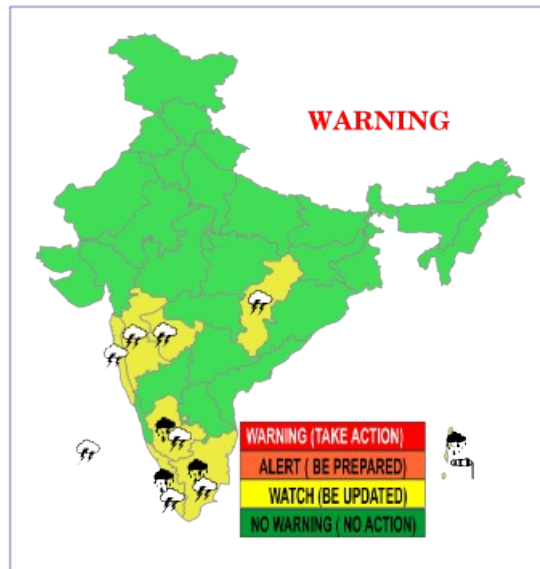 WARNING
WARNING (TAKE ACTION)
ALERT ( BE PREPARED)
WATCH (BE UPDATED)
NO WARNING ( NO ACTION)